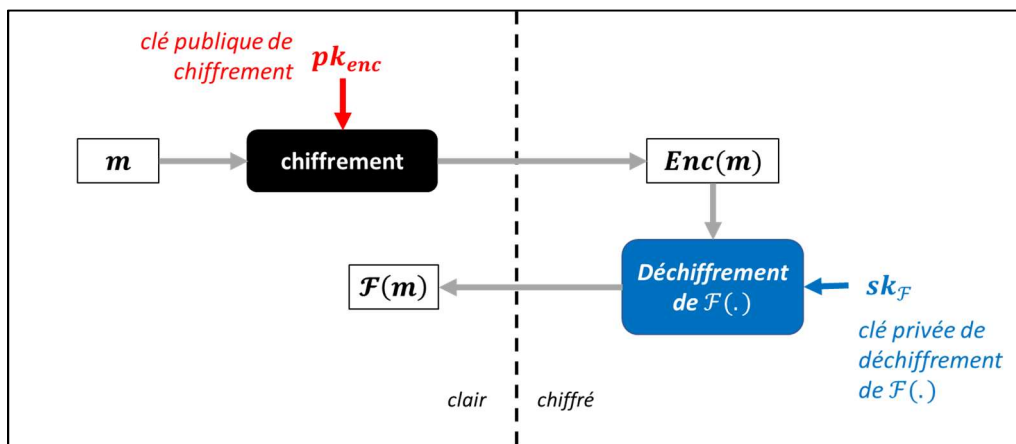 clé publique de
chiffrement
pk_enc
m
chiffrement
Enc(m)
ℱ(m)
Déchiffrement
de ℱ(.)
sk_ℱ
clé privée de
déchiffrement
de ℱ(.)
clair
chiffré